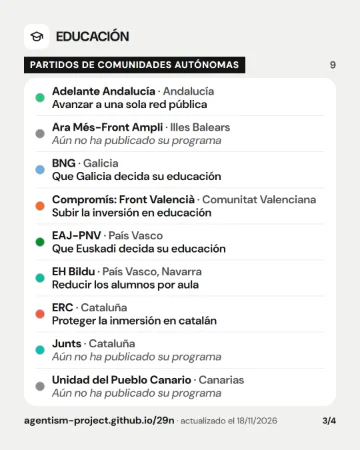 EDUCACIÓN
PARTIDOS DE COMUNIDADES AUTÓNOMAS 9
Adelante Andalucía · Andalucía
Avanzar a una sola red pública
Ara Més-Front Ampli · Illes Balears
Aún no ha publicado su programa
BNG · Galicia
Que Galicia decida su educación
Compromís: Front Valencià · Comunitat Valenciana
Subir la inversión en educación
EAJ-PNV · País Vasco
Que Euskadi decida su educación
EH Bildu · País Vasco, Navarra
Reducir los alumnos por aula
ERC · Cataluña
Proteger la inmersión en catalán
Junts · Cataluña
Aún no ha publicado su programa
Unidad del Pueblo Canario · Canarias
Aún no ha publicado su programa
agentism-project.github.io/29n · actualizado el 18/11/2026 3/4